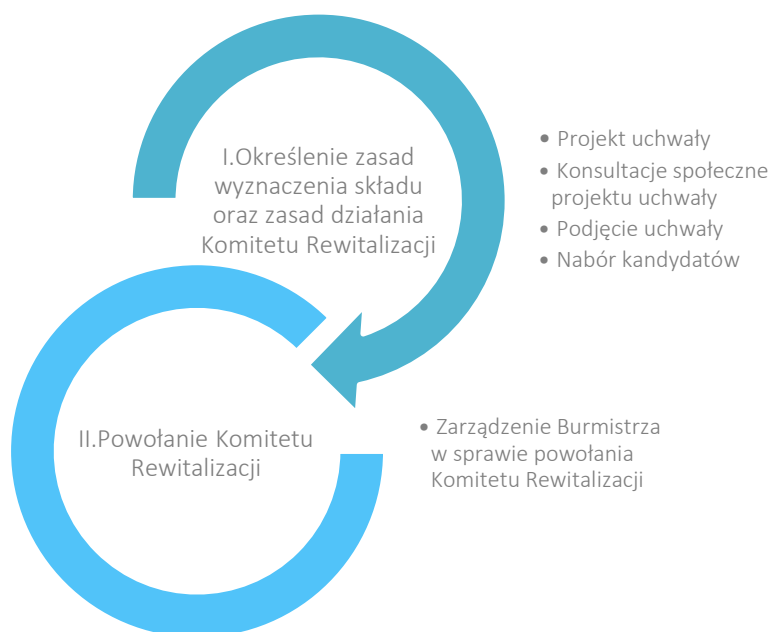 I.Określenie zasad
wyznaczenia składu
oraz zasad działania
Komitetu Rewitalizacji
• Projekt uchwały
• Konsultacje społeczne
projektu uchwały
• Podjęcie uchwały
• Nabór kandydatów
II.Powołanie Komitetu
Rewitalizacji
• Zarządzenie Burmistrza
w sprawie powołania
Komitetu Rewitalizacji